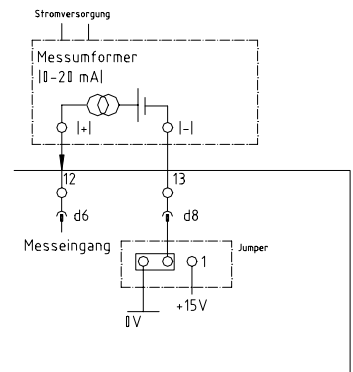 Stromversorgung
Messumformer
|0-20 mA|
|+|
|-|
12
13
d6
d8
Messeingang
Jumper
1
+15V
0V